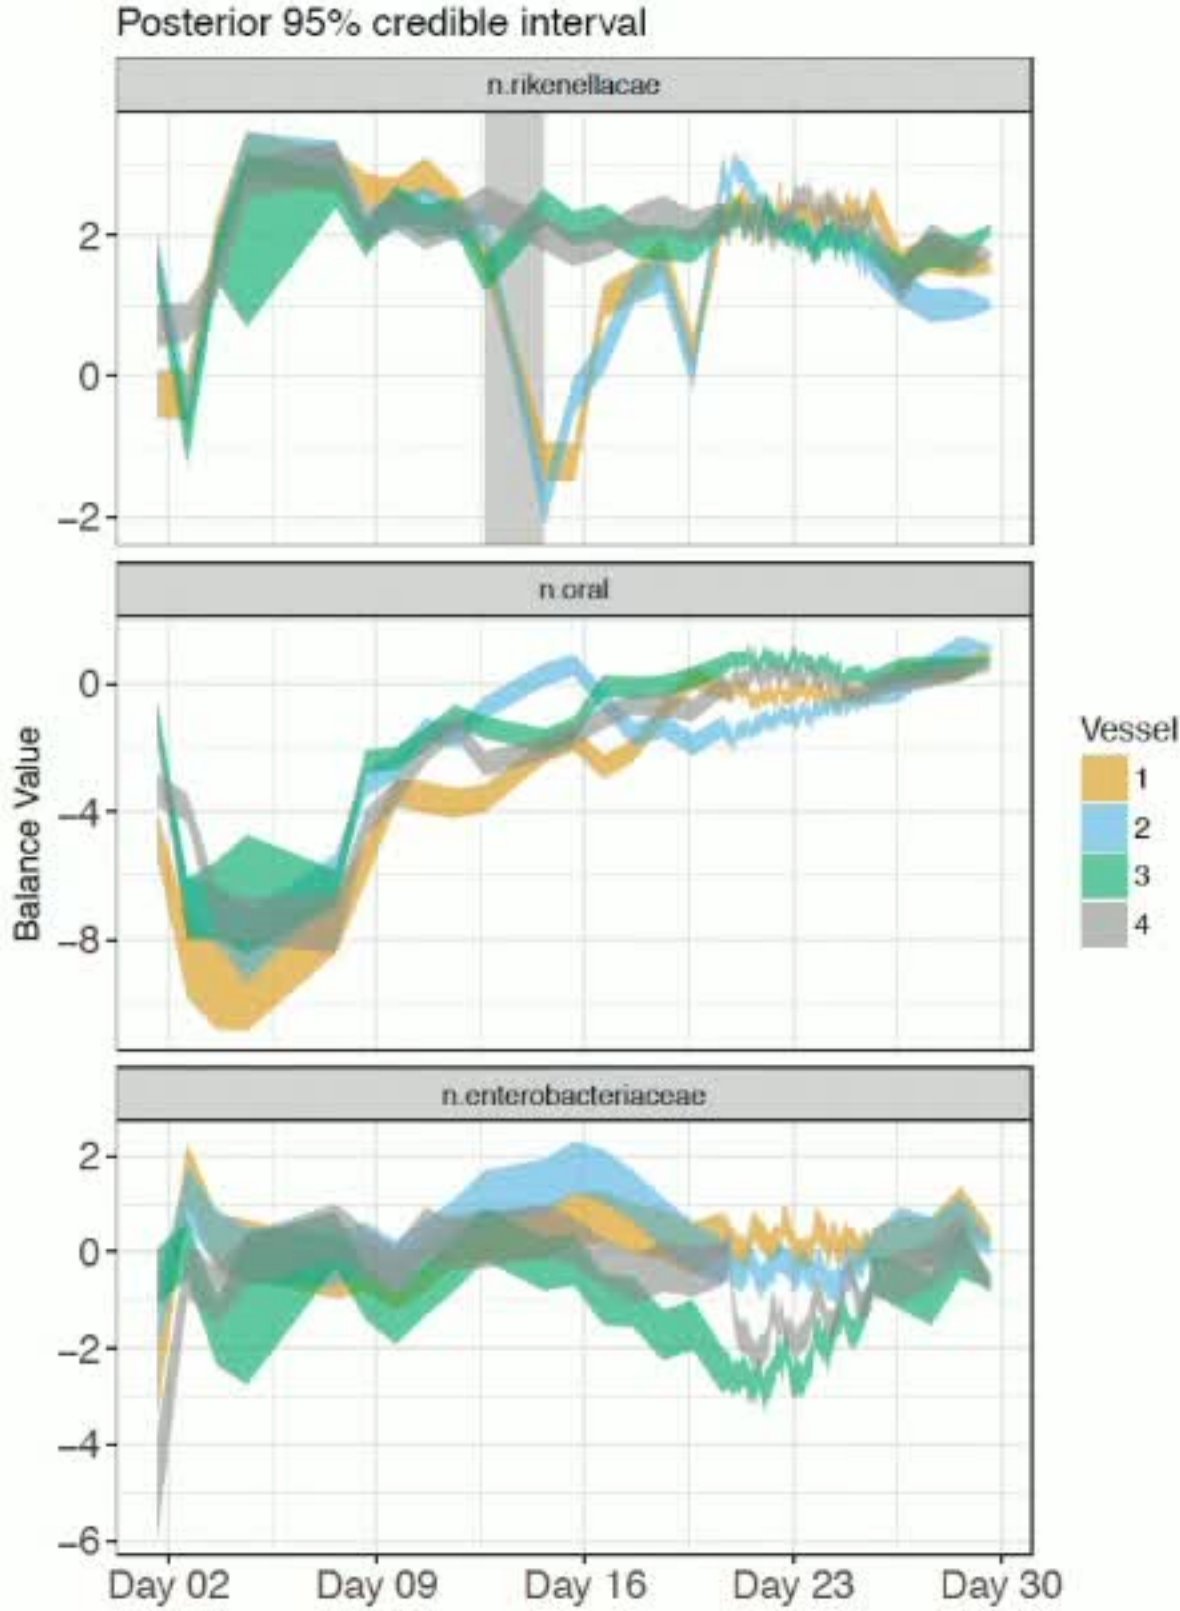 Posterior 95% credible interval
n.rikenellacae
2
0
−2
n.oral
0
−4
−8
Balance Value
Vessel
1
2
3
4
n.enterobacteriaceae
2
0
−2
−4
−6
Day 02 Day 09 Day 16 Day 23 Day 30